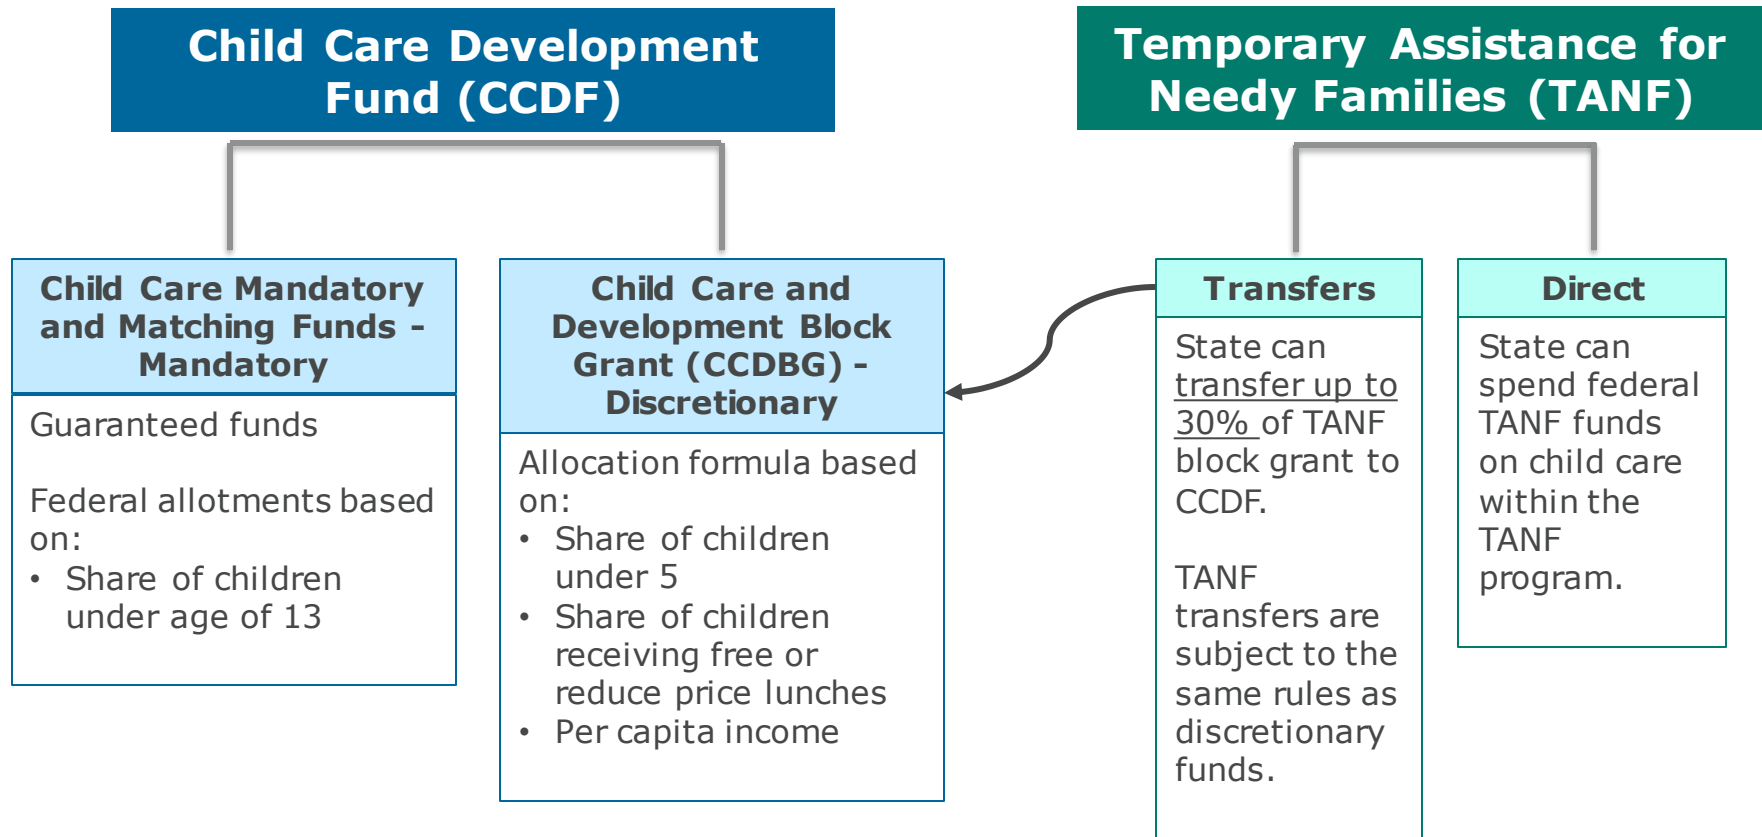 Child Care Development
Fund (CCDF)
Temporary Assistance for
Needy Families (TANF)
Child Care Mandatory
and Matching Funds -
Mandatory
Guaranteed funds
Federal allotments based
on:
• Share of children
under age of 13
Child Care and
Development Block
Grant (CCDBG) -
Discretionary
Allocation formula based
on:
• Share of children
under 5
• Share of children
receiving free or
reduce price lunches
• Per capita income
Transfers
State can
transfer up to
30% of TANF
block grant to
CCDF.
TANF
transfers are
subject to the
same rules as
discretionary
funds.
Direct
State can
spend federal
TANF funds
on child care
within the
TANF
program.